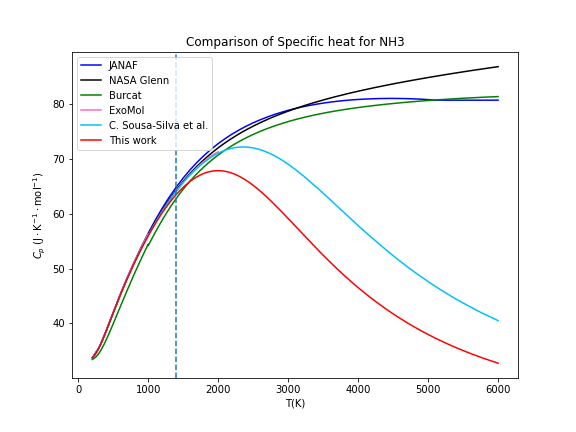 Comparison of Specific heat for NH3
JANAF
NASA Glenn
Burcat
ExoMol
C. Sousa-Silva et al.
This work
80
70
60
50
40
C_p (J · K⁻¹ · mol⁻¹)
0 1000 2000 3000 4000 5000 6000
T(K)